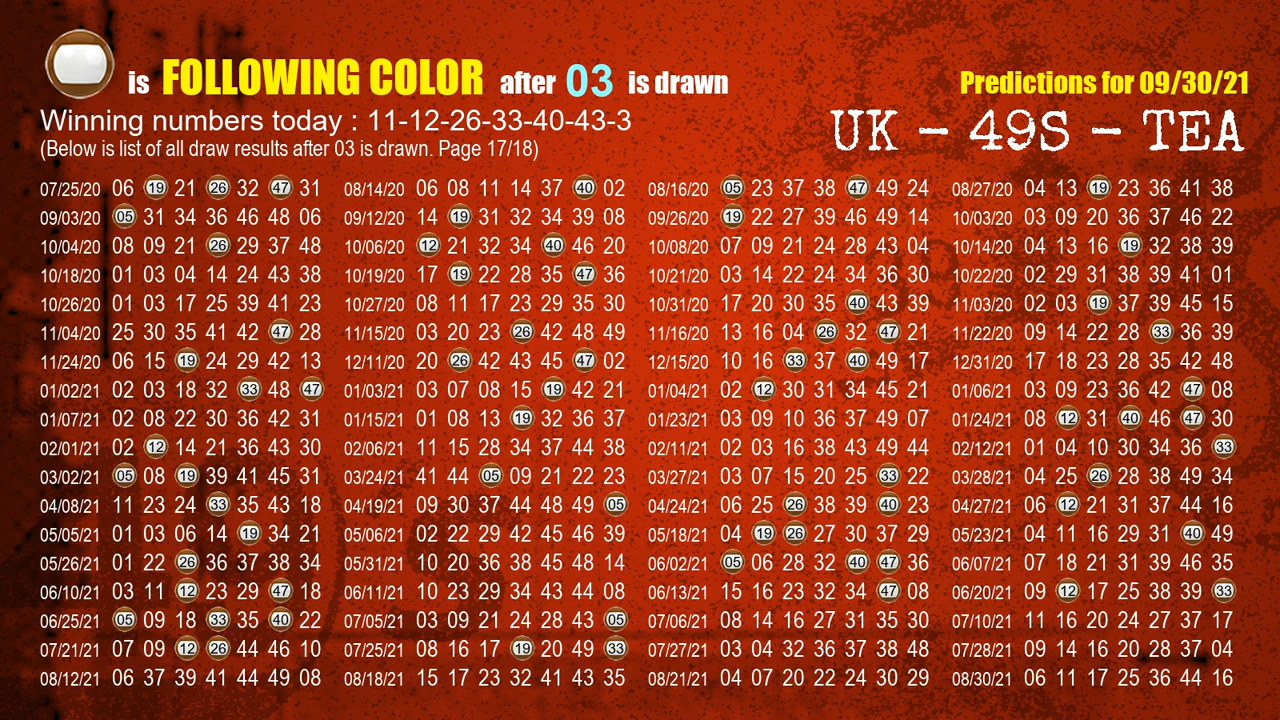 is FOLLOWING COLOR after 03 is drawn
Predictions for 09/30/21
Winning numbers today : 11-12-26-33-40-43-3
UK - 49S - TEA
(Below is list of all draw results after 03 is drawn. Page 17/18)
07/25/20 06 19 21 26 32 47 31 08/14/20 06 08 11 14 37 40 02 08/16/20 05 23 37 38 47 49 24 08/27/20 04 13 19 23 36 41 38
09/03/20 05 31 34 36 46 48 06 09/12/20 14 19 31 32 34 39 08 09/26/20 19 22 27 39 46 49 14 10/03/20 03 09 20 36 37 46 22
10/04/20 08 09 21 26 29 37 48 10/06/20 12 21 32 34 40 46 20 10/08/20 07 09 21 24 28 43 04 10/14/20 04 13 16 19 32 38 39
10/18/20 01 03 04 14 24 43 38 10/19/20 17 19 22 28 35 47 36 10/21/20 03 14 22 24 34 36 30 10/22/20 02 29 31 38 39 41 01
10/26/20 01 03 17 25 39 41 23 10/27/20 08 11 17 23 29 35 30 10/31/20 17 20 30 35 40 43 39 11/03/20 02 03 19 37 39 45 15
11/04/20 25 30 35 41 42 47 28 11/15/20 03 20 23 26 42 48 49 11/16/20 13 16 04 26 32 47 21 11/22/20 09 14 22 28 33 36 39
11/24/20 06 15 19 24 29 42 13 12/11/20 20 26 42 43 45 47 02 12/15/20 10 16 33 37 40 49 17 12/31/20 17 18 23 28 35 42 48
01/02/21 02 03 18 32 33 48 47 01/03/21 03 07 08 15 19 42 21 01/04/21 02 12 30 31 34 45 21 01/06/21 03 09 23 36 42 47 08
01/07/21 02 08 22 30 36 42 31 01/15/21 01 08 13 19 32 36 37 01/23/21 03 09 10 36 37 49 07 01/24/21 08 12 31 40 46 47 30
02/01/21 02 12 14 21 36 43 30 02/06/21 11 15 28 34 37 44 38 02/11/21 02 03 16 38 43 49 44 02/12/21 01 04 10 30 34 36 33
03/02/21 05 08 19 39 41 45 31 03/24/21 41 44 05 09 21 22 23 03/27/21 03 07 15 20 25 33 22 03/28/21 04 25 26 28 38 49 34
04/08/21 11 23 24 33 35 43 18 04/19/21 09 30 37 44 48 49 05 04/24/21 06 25 26 38 39 40 23 04/27/21 06 12 21 31 37 44 16
05/05/21 01 03 06 14 19 34 21 05/06/21 02 22 29 42 45 46 39 05/18/21 04 19 26 27 30 37 29 05/23/21 04 11 16 29 31 40 49
05/26/21 01 22 26 36 37 38 34 05/31/21 10 20 36 38 45 48 14 06/02/21 05 06 28 32 40 47 36 06/07/21 07 18 21 31 39 46 35
06/10/21 03 11 12 23 29 47 18 06/11/21 10 23 29 34 43 44 08 06/13/21 15 16 23 32 34 47 08 06/20/21 09 12 17 25 38 39 33
06/25/21 05 09 18 33 35 40 22 07/05/21 03 09 21 24 28 43 05 07/06/21 08 14 16 27 31 35 30 07/10/21 11 16 20 24 27 37 17
07/21/21 07 09 12 26 44 46 10 07/25/21 08 16 17 19 20 49 33 07/27/21 03 04 32 36 37 38 48 07/28/21 09 14 16 28 31 37 04
08/12/21 06 37 39 41 44 49 08 08/18/21 15 17 23 32 41 43 35 08/21/21 04 07 20 22 24 30 29 08/30/21 06 11 17 25 36 44 16